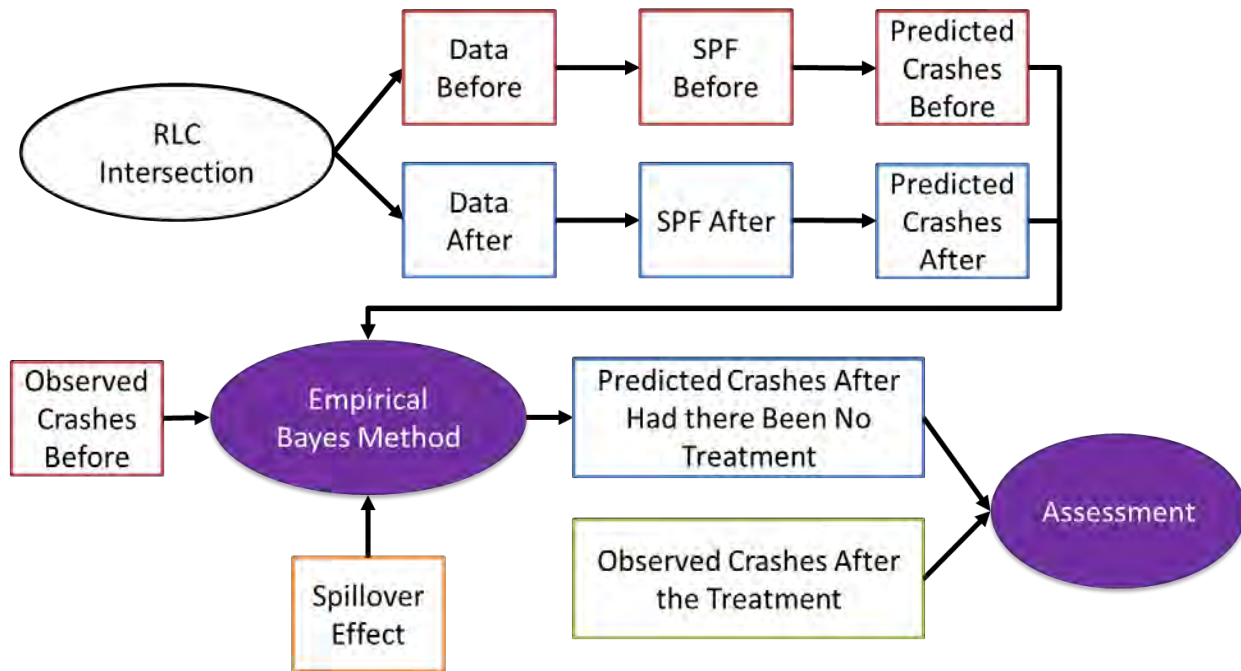 RLC
Intersection
Data
Before
SPF
Before
Predicted
Crashes
Before
Data
After
SPF After
Predicted
Crashes
After
Observed
Crashes
Before
Empirical
Bayes Method
Predicted Crashes After
Had there Been No
Treatment
Assessment
Spillover
Effect
Observed Crashes After
the Treatment